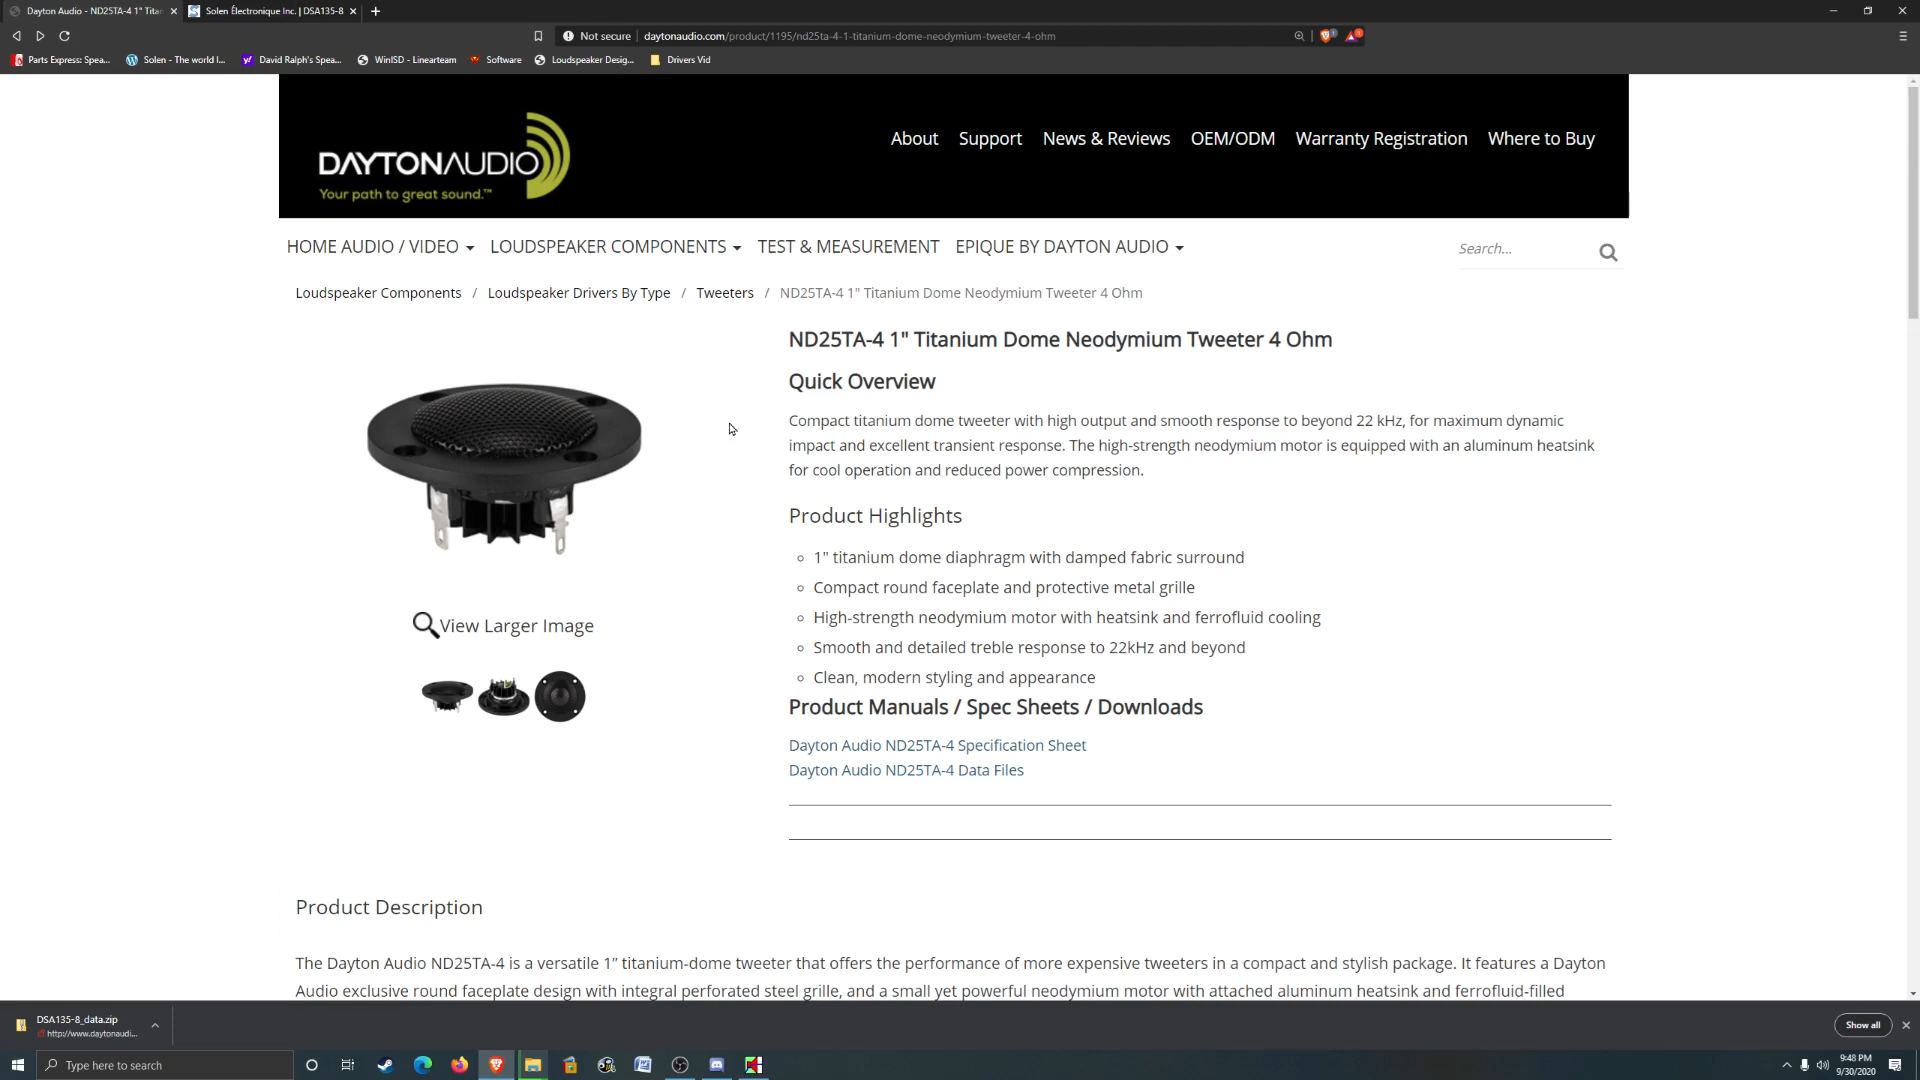 Dayton Audio - ND25TA-4 1" Titan
Solen Électronique Inc. | DSA135-8
Not secure
daytonaudio.com/product/1195/nd25ta-4-1-titanium-dome-neodymium-tweeter-4-ohm
Parts Express: Spea...
Solen - The world l...
David Ralph's Spea...
WinISD - Linearteam
Software
Loudspeaker Desig...
Drivers Vid
DAYTONAUDIO
Your path to great sound.™
About
Support
News & Reviews
OEM/ODM
Warranty Registration
Where to Buy
HOME AUDIO / VIDEO
LOUDSPEAKER COMPONENTS
TEST & MEASUREMENT
EPIQUE BY DAYTON AUDIO
Search...
Loudspeaker Components / Loudspeaker Drivers By Type / Tweeters / ND25TA-4 1" Titanium Dome Neodymium Tweeter 4 Ohm
ND25TA-4 1" Titanium Dome Neodymium Tweeter 4 Ohm
Quick Overview
Compact titanium dome tweeter with high output and smooth response to beyond 22 kHz, for maximum dynamic
impact and excellent transient response. The high-strength neodymium motor is equipped with an aluminum heatsink
for cool operation and reduced power compression.
Product Highlights
1" titanium dome diaphragm with damped fabric surround
Compact round faceplate and protective metal grille
High-strength neodymium motor with heatsink and ferrofluid cooling
Smooth and detailed treble response to 22kHz and beyond
Clean, modern styling and appearance
View Larger Image
Product Manuals / Spec Sheets / Downloads
Dayton Audio ND25TA-4 Specification Sheet
Dayton Audio ND25TA-4 Data Files
Product Description
The Dayton Audio ND25TA-4 is a versatile 1" titanium-dome tweeter that offers the performance of more expensive tweeters in a compact and stylish package. It features a Dayton
Audio exclusive round faceplate design with integral perforated steel grille, and a small yet powerful neodymium motor with attached aluminum heatsink and ferrofluid-filled
DSA135-8_data.zip
http://www.daytonaudi...
Show all
Type here to search
9:48 PM
9/30/2020